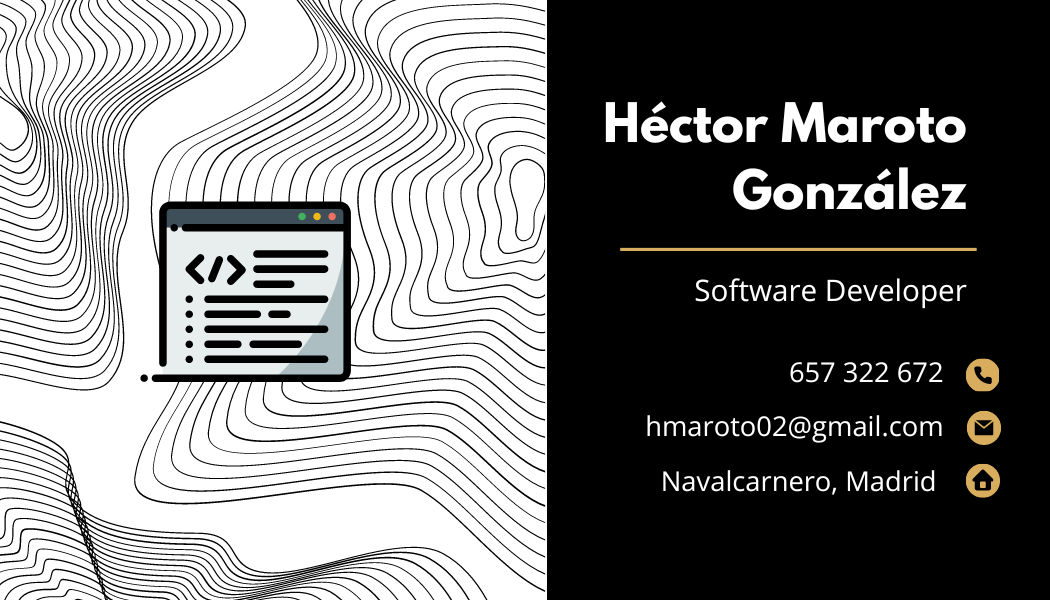 Héctor Maroto
González
Software Developer
657 322 672
hmaroto02@gmail.com
Navalcarnero, Madrid